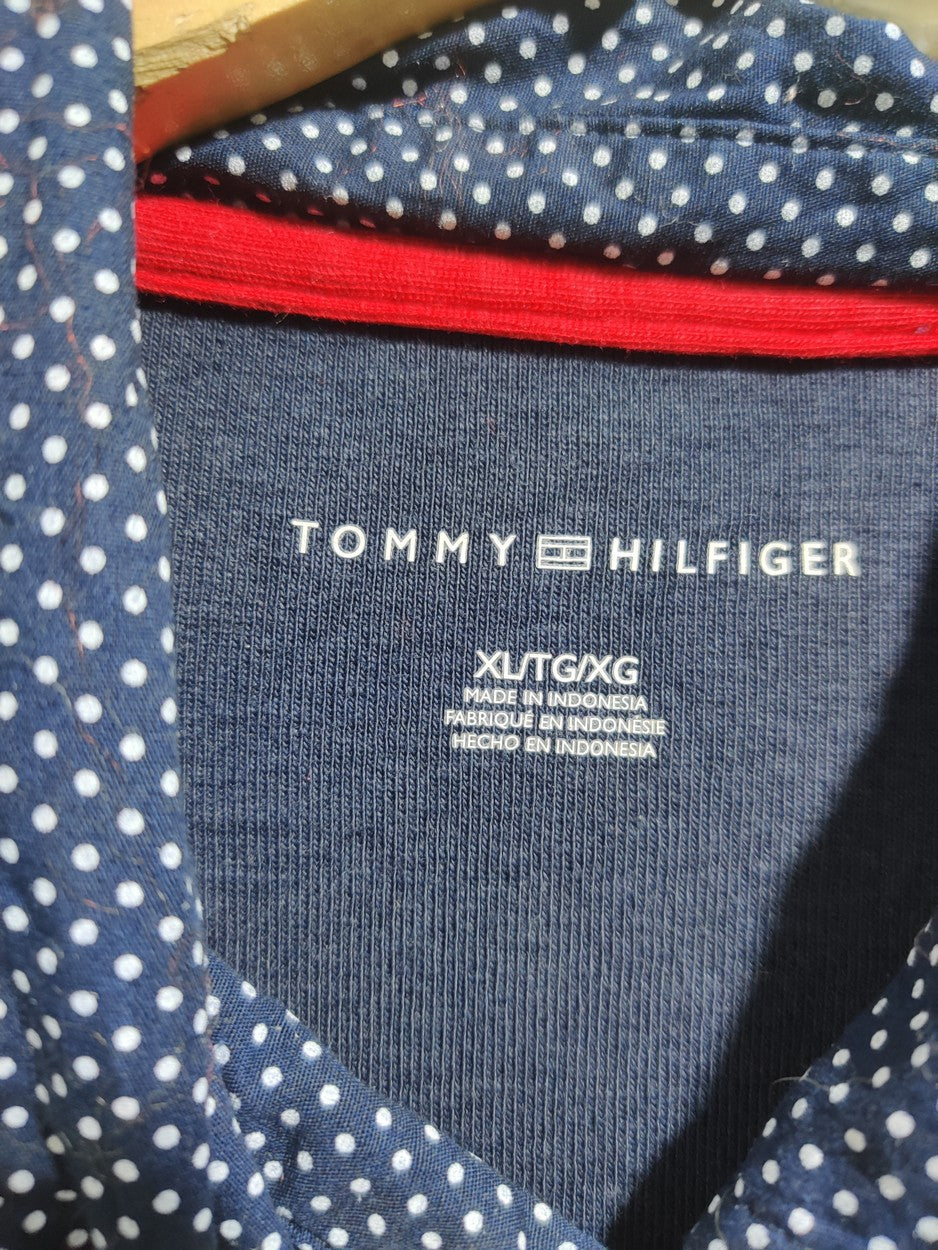 TOMMY HILFIGER
XL/TG/XG
MADE IN INDONESIA
FABRIQUÉ EN INDONÉSIE
HECHO EN INDONESIA